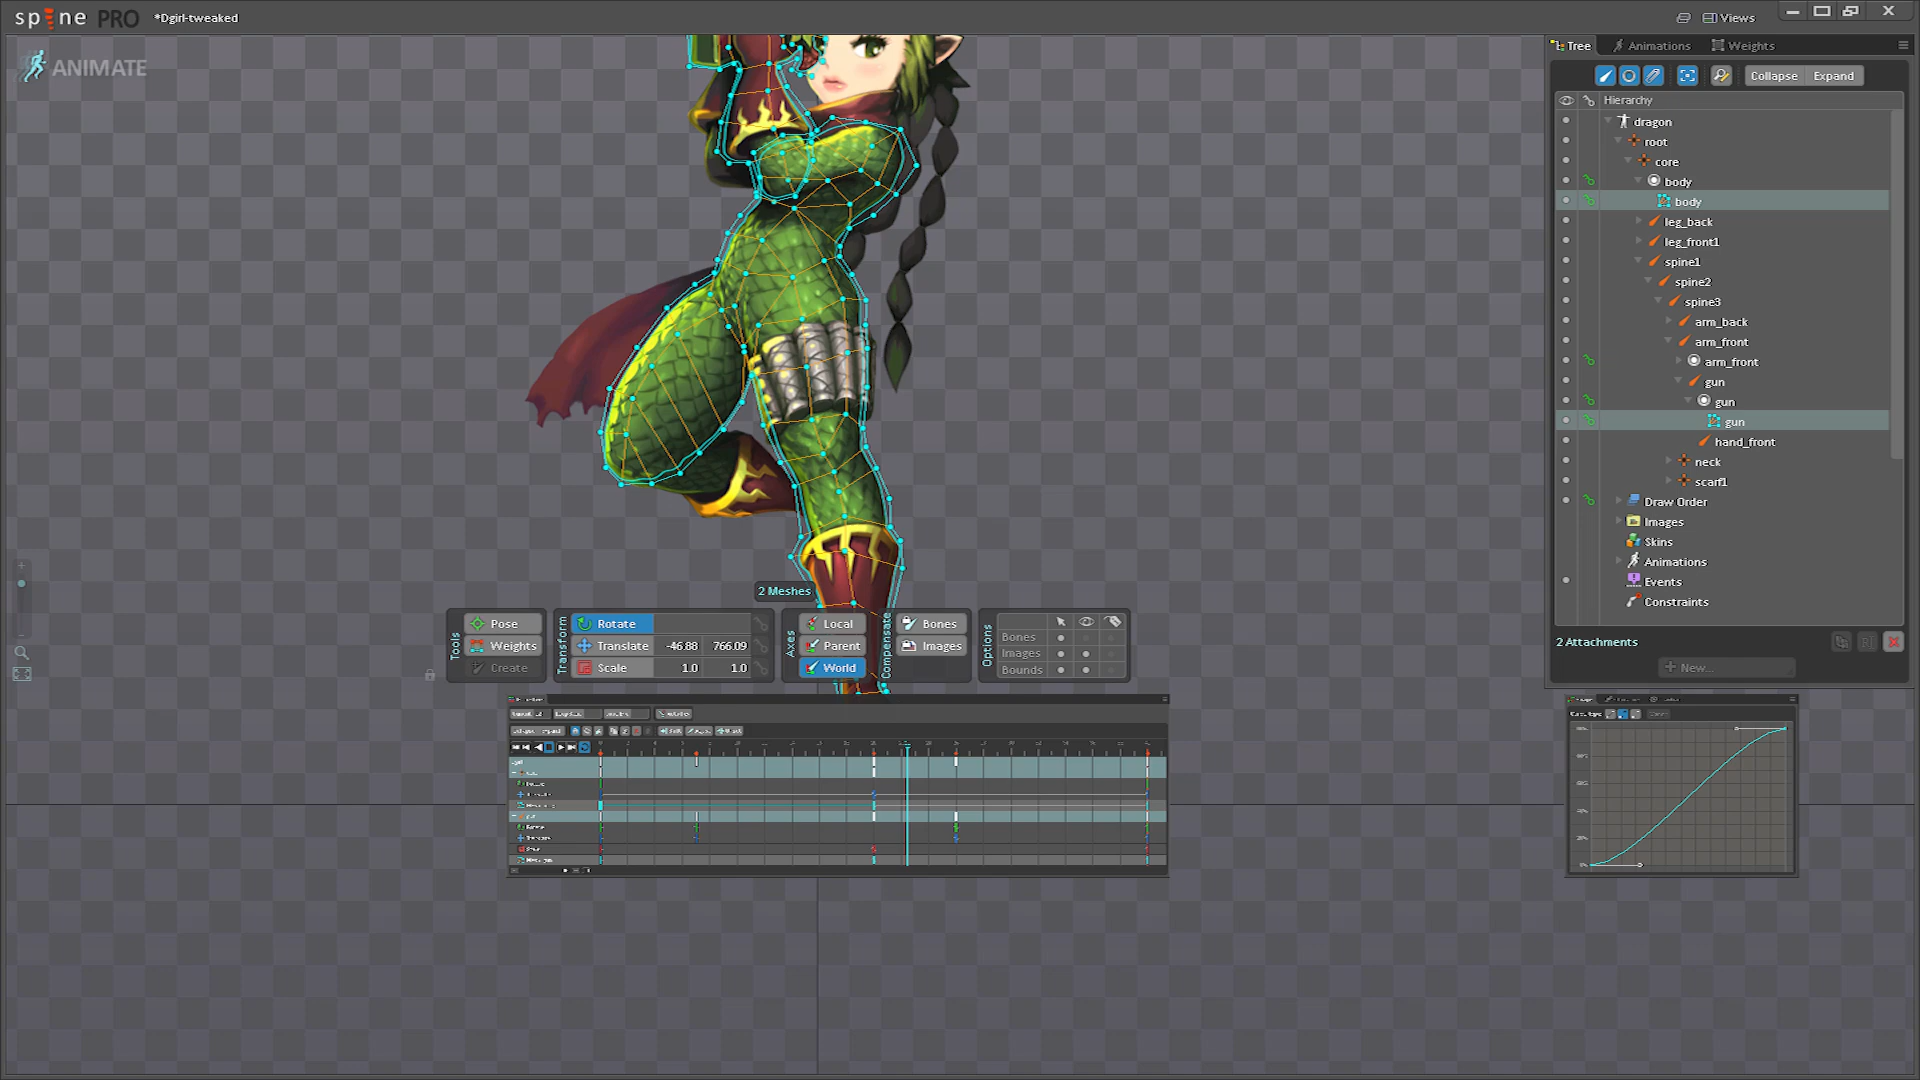 spine PRO
*Dgirl-tweaked
Views
ANIMATE
Tree
Animations
Weights
Collapse
Expand
Hierarchy
dragon
root
core
body
body
leg_back
leg_front1
spine1
spine2
spine3
arm_back
arm_front
arm_front
gun
gun
gun
hand_front
neck
scarf1
Draw Order
Images
Skins
Animations
Events
Constraints
2 Attachments
New...
2 Meshes
Tools
Pose
Weights
Create
Transform
Rotate
Translate -46.88 766.09
Scale 1.0 1.0
Axes
Local
Parent
World
Compensate
Bones
Images
Options
Bones
Images
Bounds